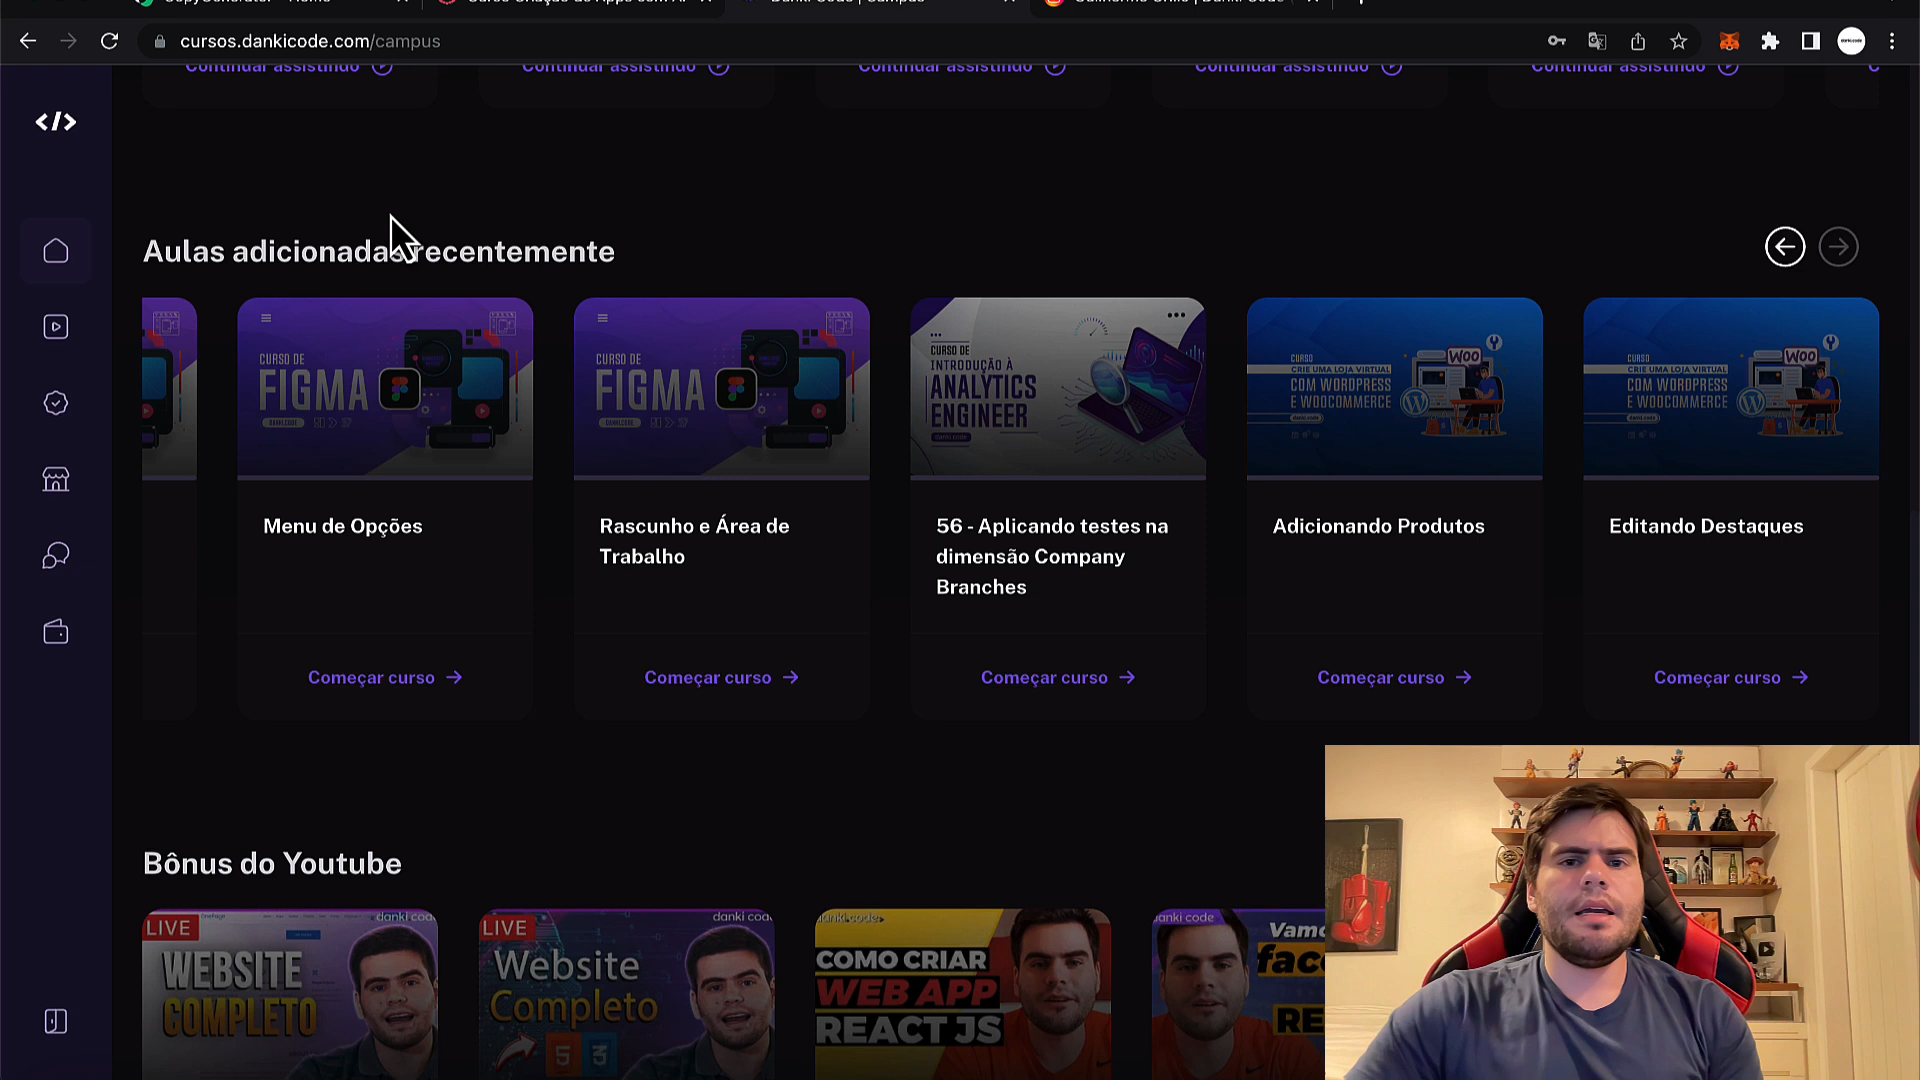 cursos.dankicode.com/campus
Continuar assistindo
Continuar assistindo
Continuar assistindo
Continuar assistindo
Continuar assistindo
</>
Aulas adicionadas recentemente
CURSO DE
FIGMA
DANKICODE
CURSO DE
FIGMA
DANKICODE
CURSO DE
INTRODUÇÃO À
ANALYTICS
ENGINEER
danki code
CURSO
CRIE UMA LOJA VIRTUAL
COM WORDPRESS
E WOOCOMMERCE
WOO
CURSO
CRIE UMA LOJA VIRTUAL
COM WORDPRESS
E WOOCOMMERCE
WOO
Menu de Opções
Rascunho e Área de
Trabalho
56 - Aplicando testes na
dimensão Company
Branches
Adicionando Produtos
Editando Destaques
Começar curso
Começar curso
Começar curso
Começar curso
Começar curso
Bônus do Youtube
LIVE
WEBSITE
COMPLETO
LIVE
Website
Completo
5 3
COMO CRIAR
WEB APP
REACT JS
danki code